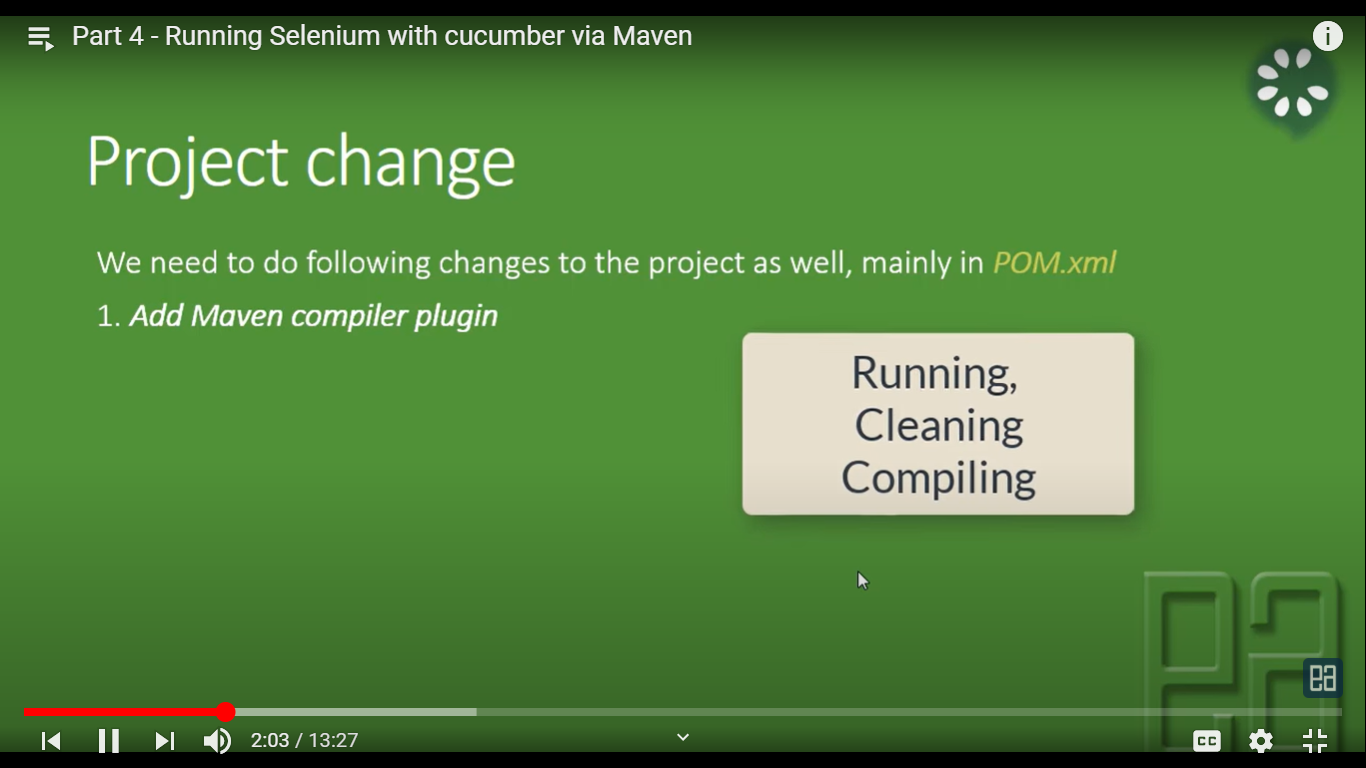 Part 4 - Running Selenium with cucumber via Maven
i
Project change
We need to do following changes to the project as well, mainly in POM.xml
1. Add Maven compiler plugin
Running,
Cleaning
Compiling
2:03 / 13:27
CC